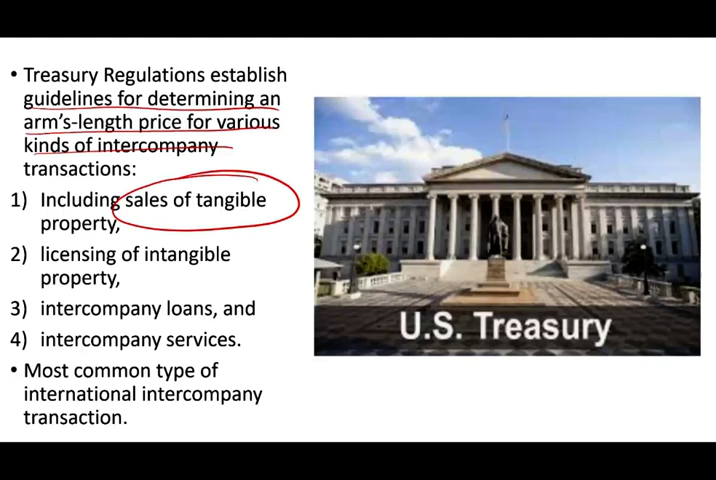 • Treasury Regulations establish
guidelines for determining an
arm's-length price for various
kinds of intercompany
transactions:
1) Including sales of tangible
property,
2) licensing of intangible
property,
3) intercompany loans, and
4) intercompany services.
• Most common type of
international intercompany
transaction.
U.S. Treasury